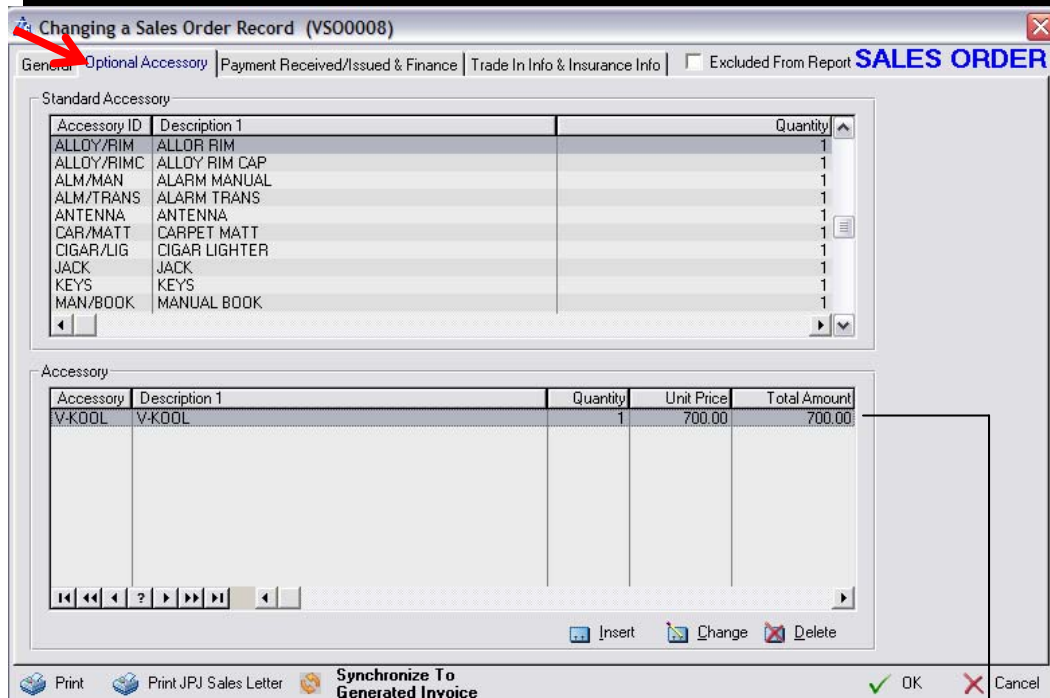 Changing a Sales Order Record (VSO0008)
General Optional Accessory Payment Received/Issued & Finance Trade In Info & Insurance Info Excluded From Report SALES ORDER
Standard Accessory
Accessory ID Description 1 Quantity
ALLOY/RIM ALLOR RIM 1
ALLOY/RIMC ALLOY RIM CAP 1
ALM/MAN ALARM MANUAL 1
ALM/TRANS ALARM TRANS 1
ANTENNA ANTENNA 1
CAR/MATT CARPET MATT 1
CIGAR/LIG CIGAR LIGHTER 1
JACK JACK 1
KEYS KEYS 1
MAN/BOOK MANUAL BOOK 1
Accessory
Accessory Description 1 Quantity Unit Price Total Amount
V-KOOL V-KOOL 1 700.00 700.00
?
Insert Change Delete
Print Print JPJ Sales Letter Synchronize To
Generated Invoice
OK Cancel